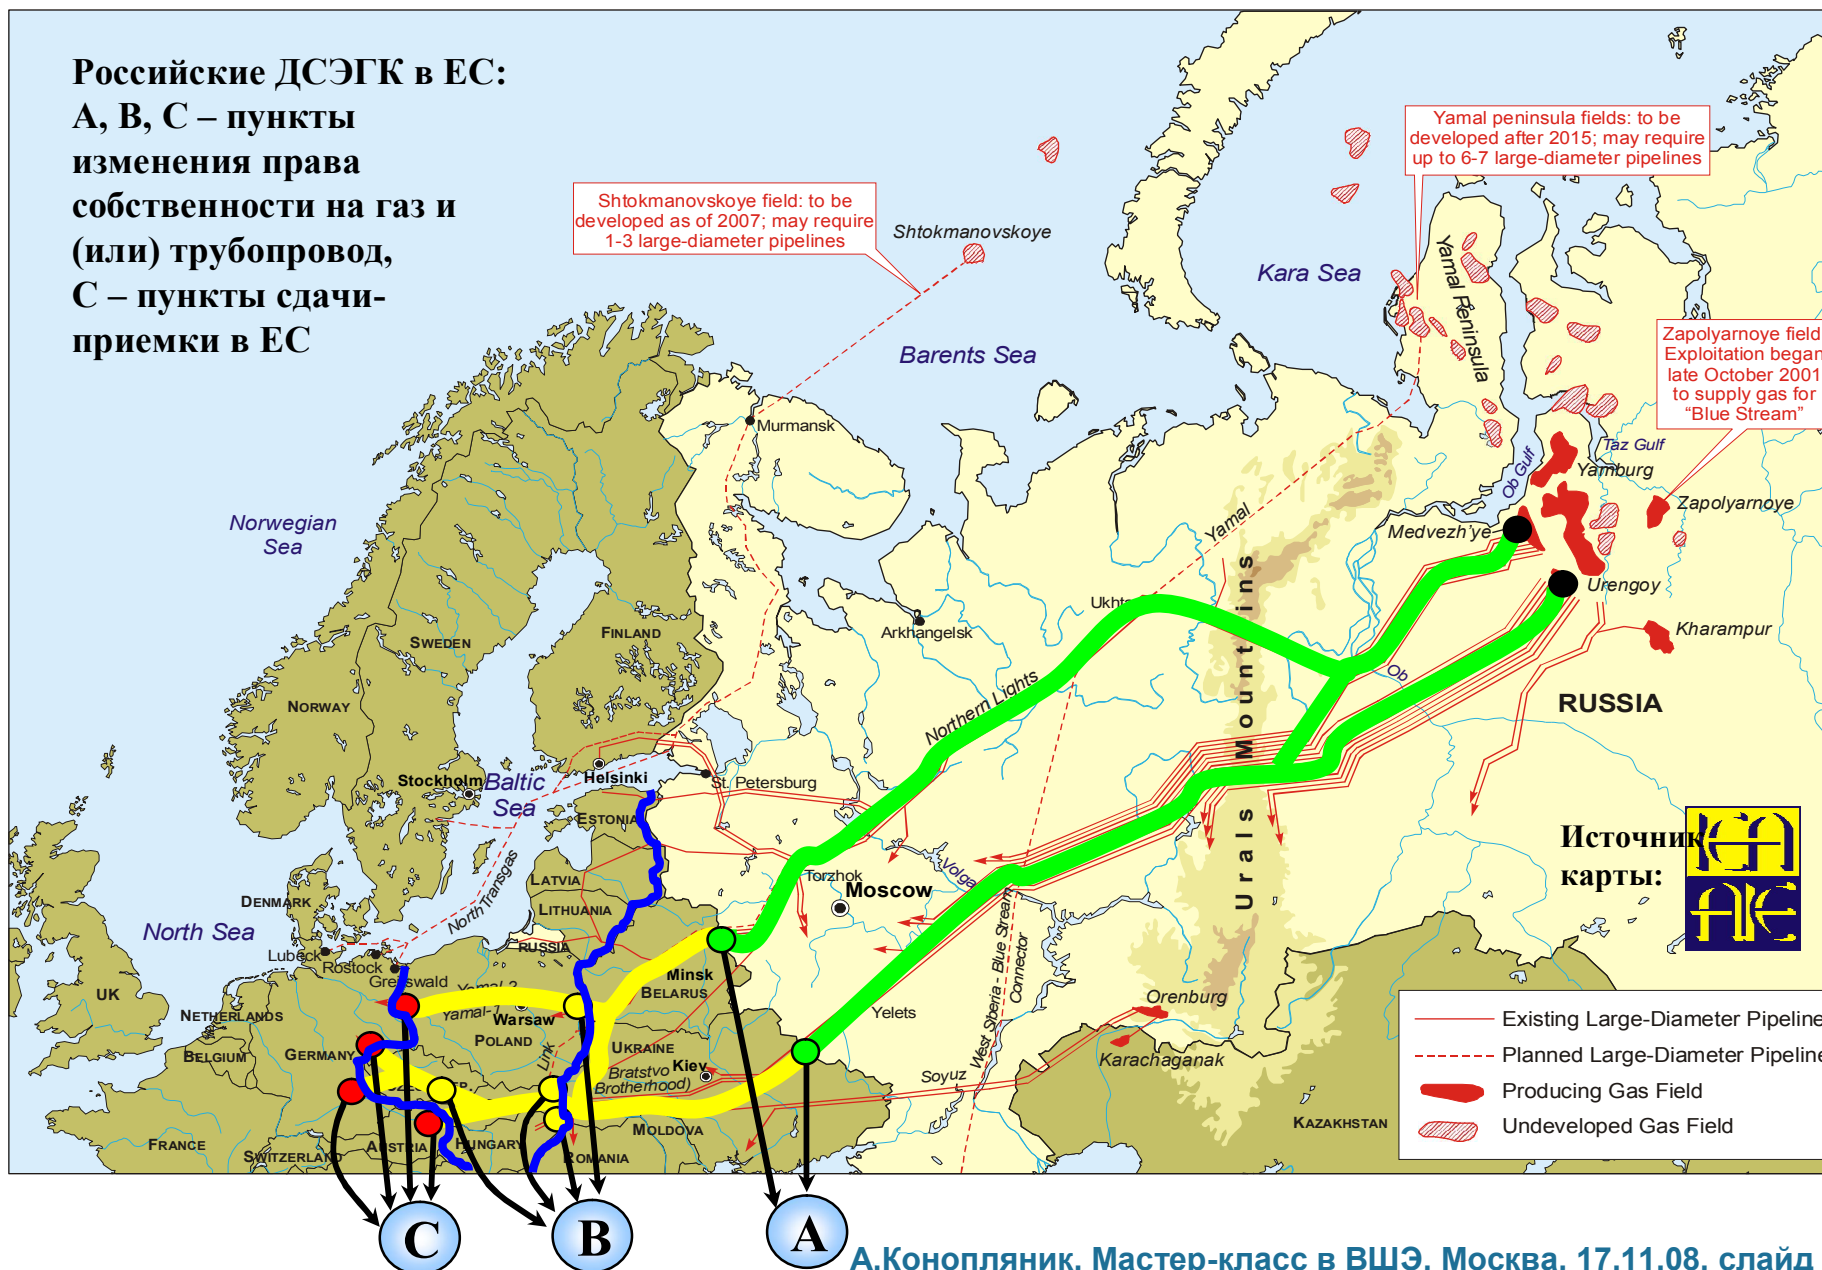 Российские ДСЭГК в ЕС:
А, В, С – пункты
изменения права
собственности на газ и
(или) трубопровод,
С – пункты сдачи-
приемки в ЕС
Yamal peninsula fields: to be
developed after 2015; may require
up to 6-7 large-diameter pipelines
Shtokmanovskoye field: to be
developed as of 2007; may require
1-3 large-diameter pipelines
Shtokmanovskoye
Kara Sea
Yamal Peninsula
Barents Sea
Zapolyarnoye field
Exploitation began
late October 2001
to supply gas for
“Blue Stream”
Murmansk
Ob Gulf
Taz Gulf
Yamburg
Zapolyarnoye
Norwegian
Sea
Yamal
Medvezh'ye
Urengoy
Arkhangelsk
Kharampur
SWEDEN
FINLAND
Ob
NORWAY
Northern Lights
RUSSIA
Urals
Stockholm
Baltic
Sea
Helsinki
St. Petersburg
ESTONIA
Источник
карты:
IEA
AIE
North Transgas
LATVIA
Torzhok
Moscow
Volga
DENMARK
LITHUANIA
North Sea
RUSSIA
Lubeck
Rostock
Minsk
BELARUS
West Siberia - Blue Stream
Connector
UK
Yamal-2
Yamal-1
Warsaw
Orenburg
NETHERLANDS
POLAND
Yelets
BELGIUM
GERMANY
Link
UKRAINE
Kiev
Karachaganak
Bratstvo
Brotherhood)
Soyuz
Existing Large-Diameter Pipeline
Planned Large-Diameter Pipeline
Producing Gas Field
Undeveloped Gas Field
KAZAKHSTAN
FRANCE
SWITZERLAND
AUSTRIA
HUNGARY
MOLDOVA
ROMANIA
C
B
A
А.Конопляник, Мастер-класс в ВШЭ, Москва, 17.11.08, слайд